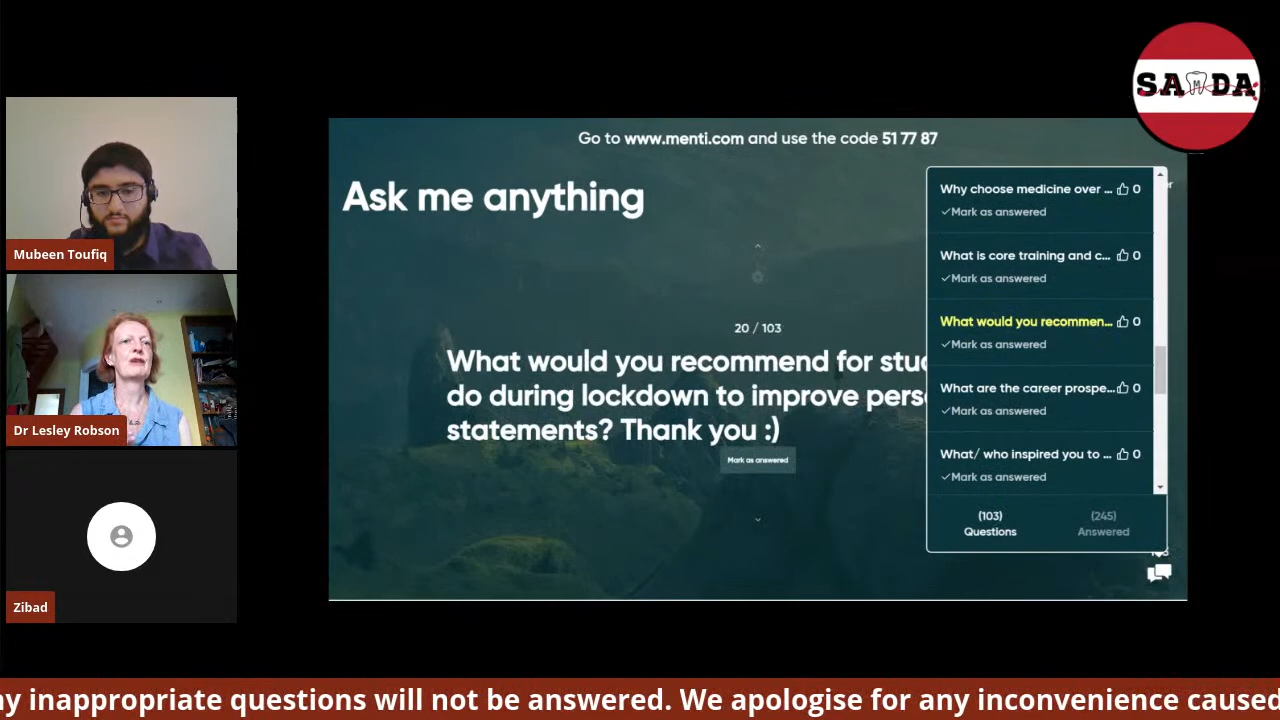 SAMDA
Go to www.menti.com and use the code 51 77 87
Ask me anything
20 / 103
What would you recommend for stu
do during lockdown to improve pers
statements? Thank you :)
Mark as answered
Why choose medicine over ... 0
✓Mark as answered
What is core training and c... 0
✓Mark as answered
What would you recommen... 0
✓Mark as answered
What are the career prospe... 0
✓Mark as answered
What/ who inspired you to ... 0
✓Mark as answered
(103)
Questions
(245)
Answered
Mubeen Toufiq
Dr Lesley Robson
Zibad
ny inappropriate questions will not be answered. We apologise for any inconvenience caused